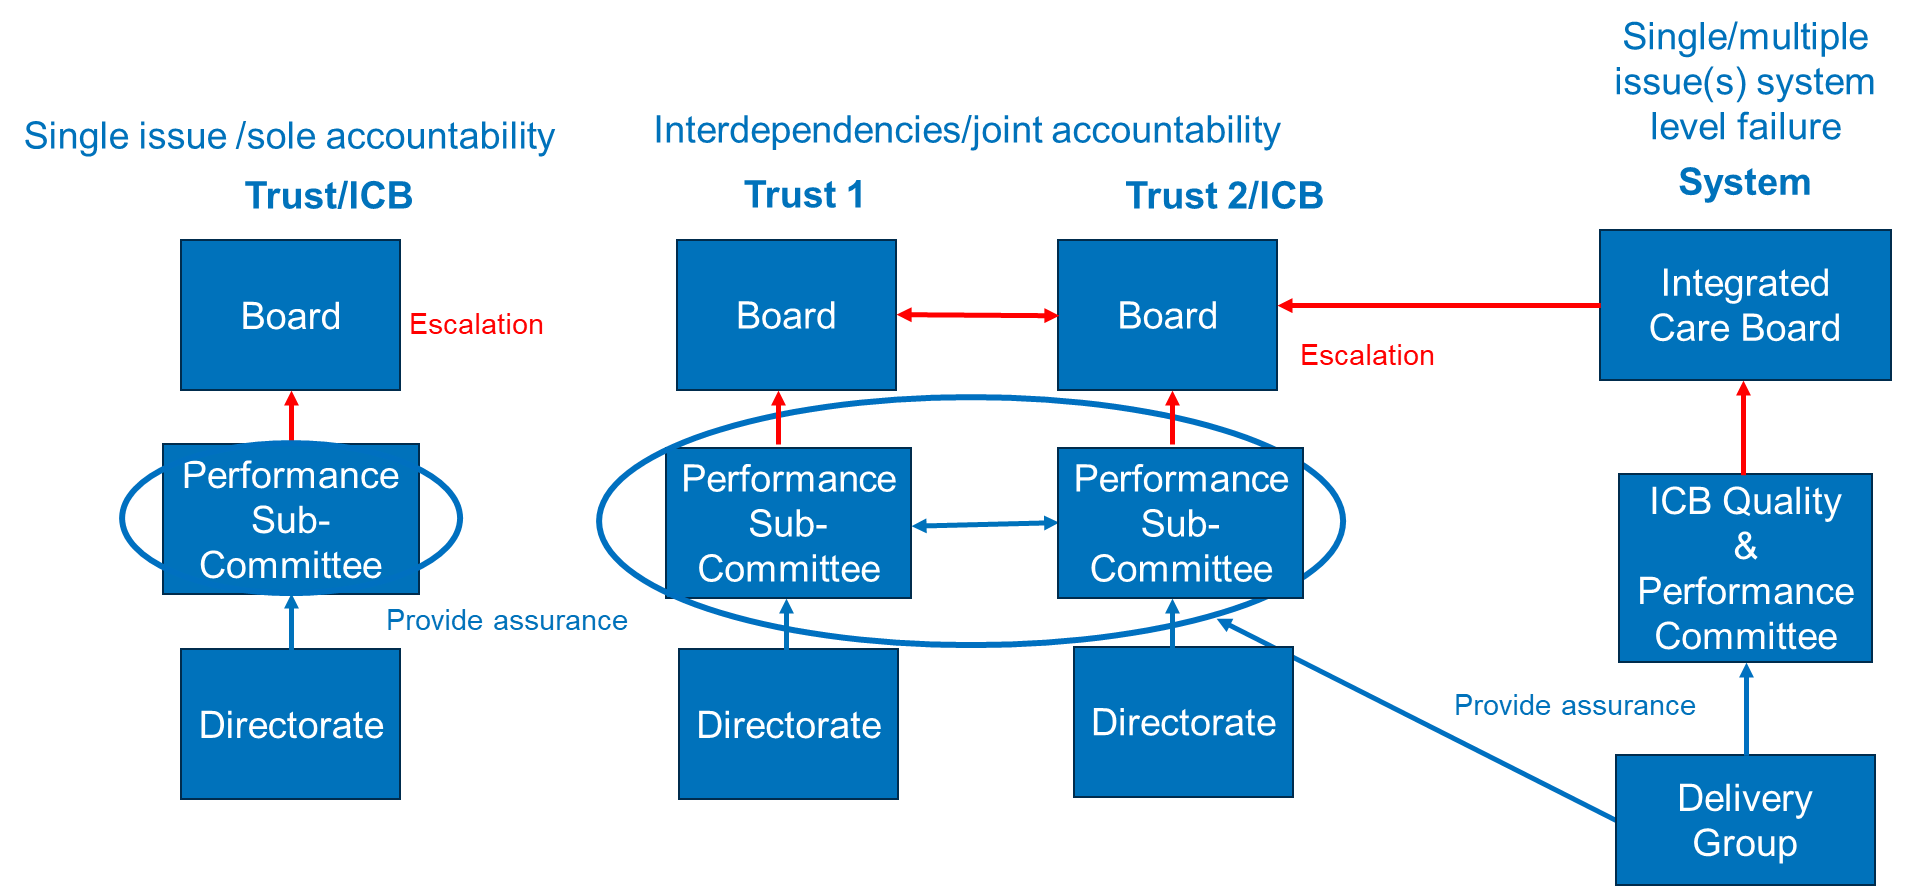 Single issue /sole accountability
Trust/ICB
Board
Escalation
Performance
Sub-
Committee
Provide assurance
Directorate
Interdependencies/joint accountability
Trust 1
Trust 2/ICB
Board
Board
Escalation
Performance
Sub-
Committee
Performance
Sub-
Committee
Directorate
Directorate
Single/multiple
issue(s) system
level failure
System
Integrated
Care Board
ICB Quality
&
Performance
Committee
Provide assurance
Delivery
Group